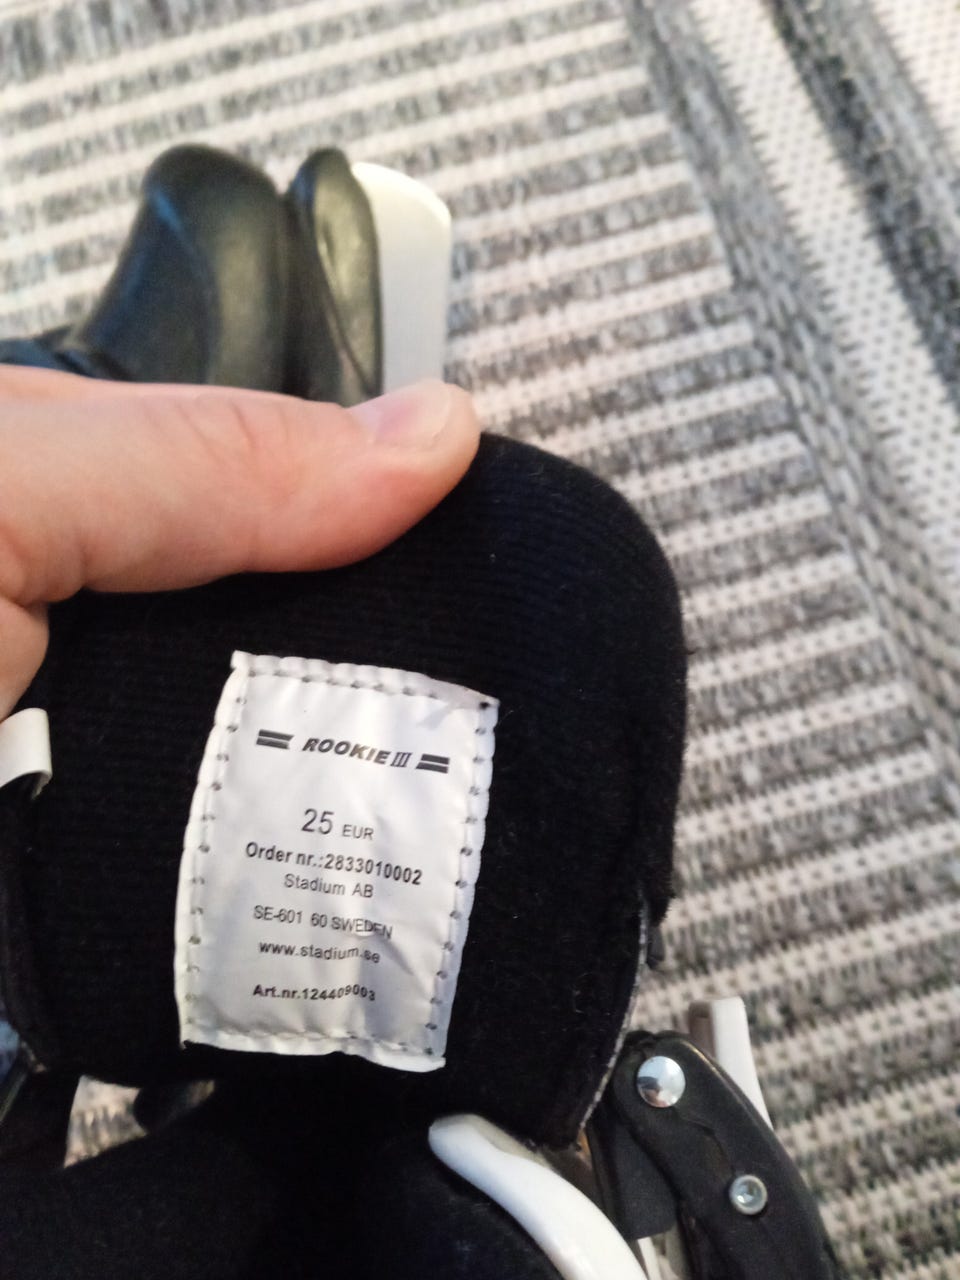 ROOKIE III
25 EUR
Order nr.:2833010002
Stadium AB
SE-601 60 SWEDEN
www.stadium.se
Art.nr.124409003